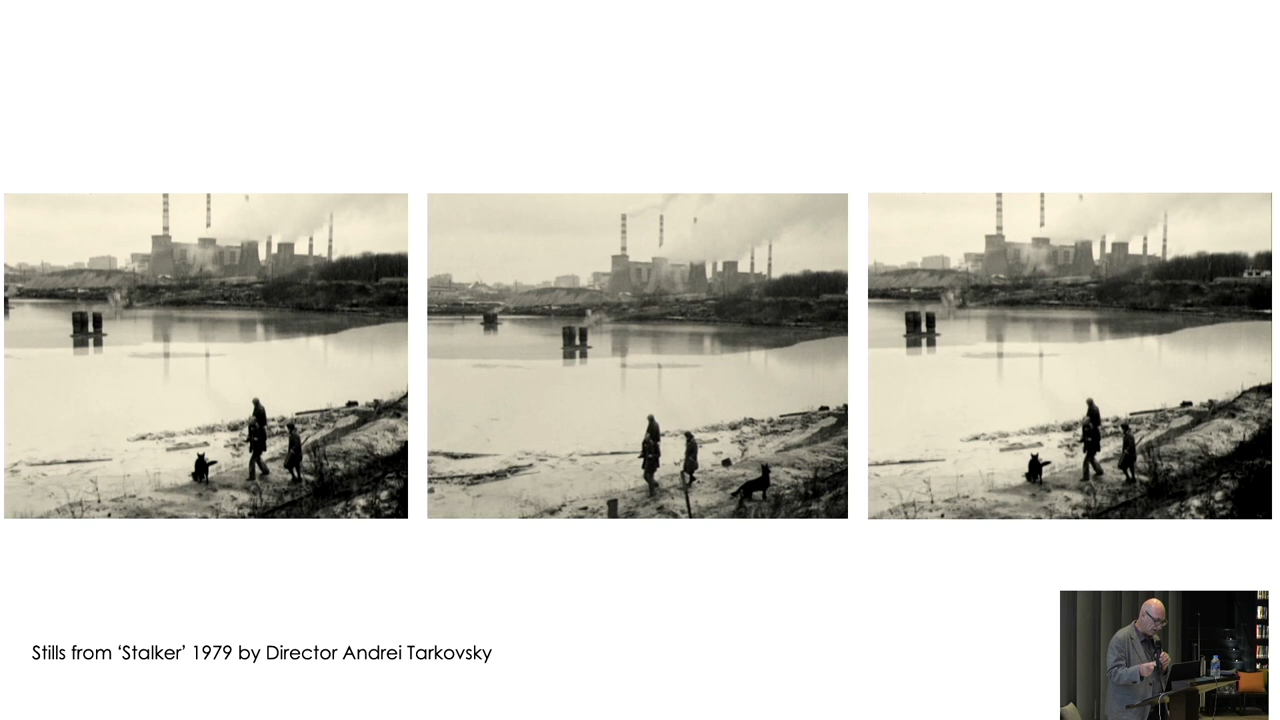 Stills from ‘Stalker’ 1979 by Director Andrei Tarkovsky